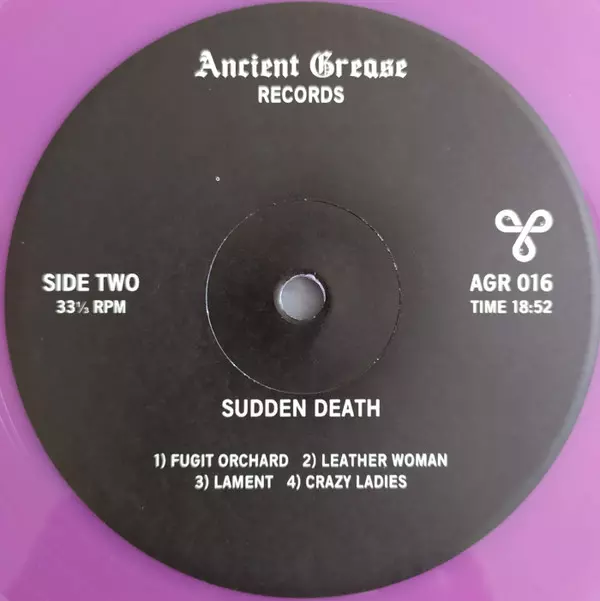 Ancient Grease
RECORDS
SIDE TWO
33⅓ RPM
AGR 016
TIME 18:52
SUDDEN DEATH
1) FUGIT ORCHARD 2) LEATHER WOMAN
3) LAMENT 4) CRAZY LADIES